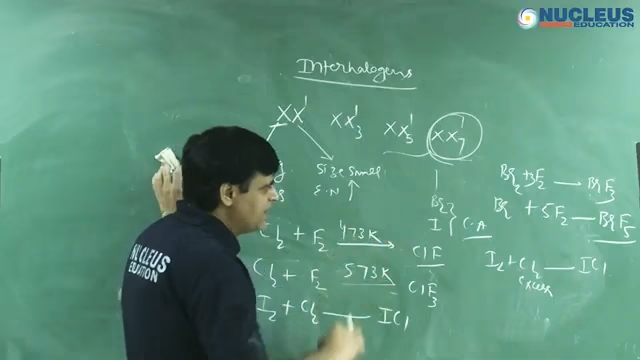 NUCLEUS
EDUCATION
Interhalogens
XX' XX'₃ XX'₅ XX'₇
size small
E.N ↑
Br
I } C.A
Cl₂ + F₂ 473K → ClF
Cl₂ + F₂ 573K → ClF₃
I₂ + Cl₂ — ICl
Br₂ + 3F₂ — BrF₃
Br₂ + 5F₂ — BrF₅
I₂ + Cl₂ — ICl
Excess
NUCLEUS
EDUCATION